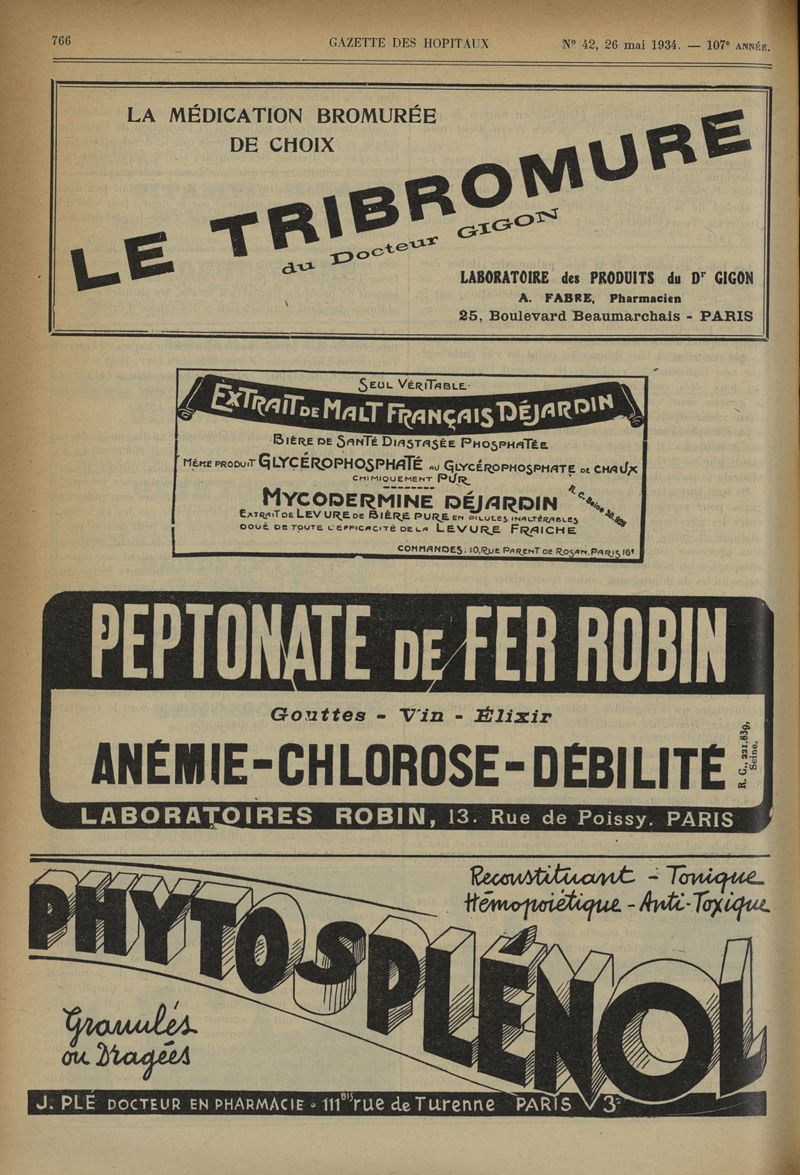 766
GAZETTE DES HOPITAUX
N° 42, 26 mai 1934. — 107e ANNÉE.
LA MÉDICATION BROMURÉE
DE CHOIX
LE TRIBROMURE
du Docteur GIGON
LABORATOIRE des PRODUITS du Dr GIGON
A. FABRE, Pharmacien
25, Boulevard Beaumarchais - PARIS
SEUL VÉRITABLE
EXTRAIT DE MALT FRANÇAIS DÉJARDIN
BIÈRE DE SANTÉ DIASTASÉE PHOSPHATÉE
MÊME PRODUIT GLYCÉROPHOSPHATÉ AU GLYCÉROPHOSPHATE DE CHAUX
CHIMIQUEMENT PUR
MYCODERMINE DÉJARDIN
R. C. Seine
EXTRAIT DE LEVURE DE BIÈRE PURE EN PILULES INALTÉRABLES
DOUÉ DE TOUTE L'EFFICACITÉ DE LA LEVURE FRAICHE
COMMANDES: 10, RUE PARENT DE ROSAN, PARIS 16e
PEPTONATE DE FER ROBIN
Gouttes - Vin - Élixir
ANÉMIE-CHLOROSE-DÉBILITÉ
R. C., 221.839,
Seine.
LABORATOIRES ROBIN, 13. Rue de Poissy. PARIS
Reconstituant - Tonique
Hémopoiétique - Anti-Toxique
PHYTOSPLÉNOL
Granulés
ou Dragées
J. PLÉ DOCTEUR EN PHARMACIE - 111BIS rue de Turenne PARIS 3e